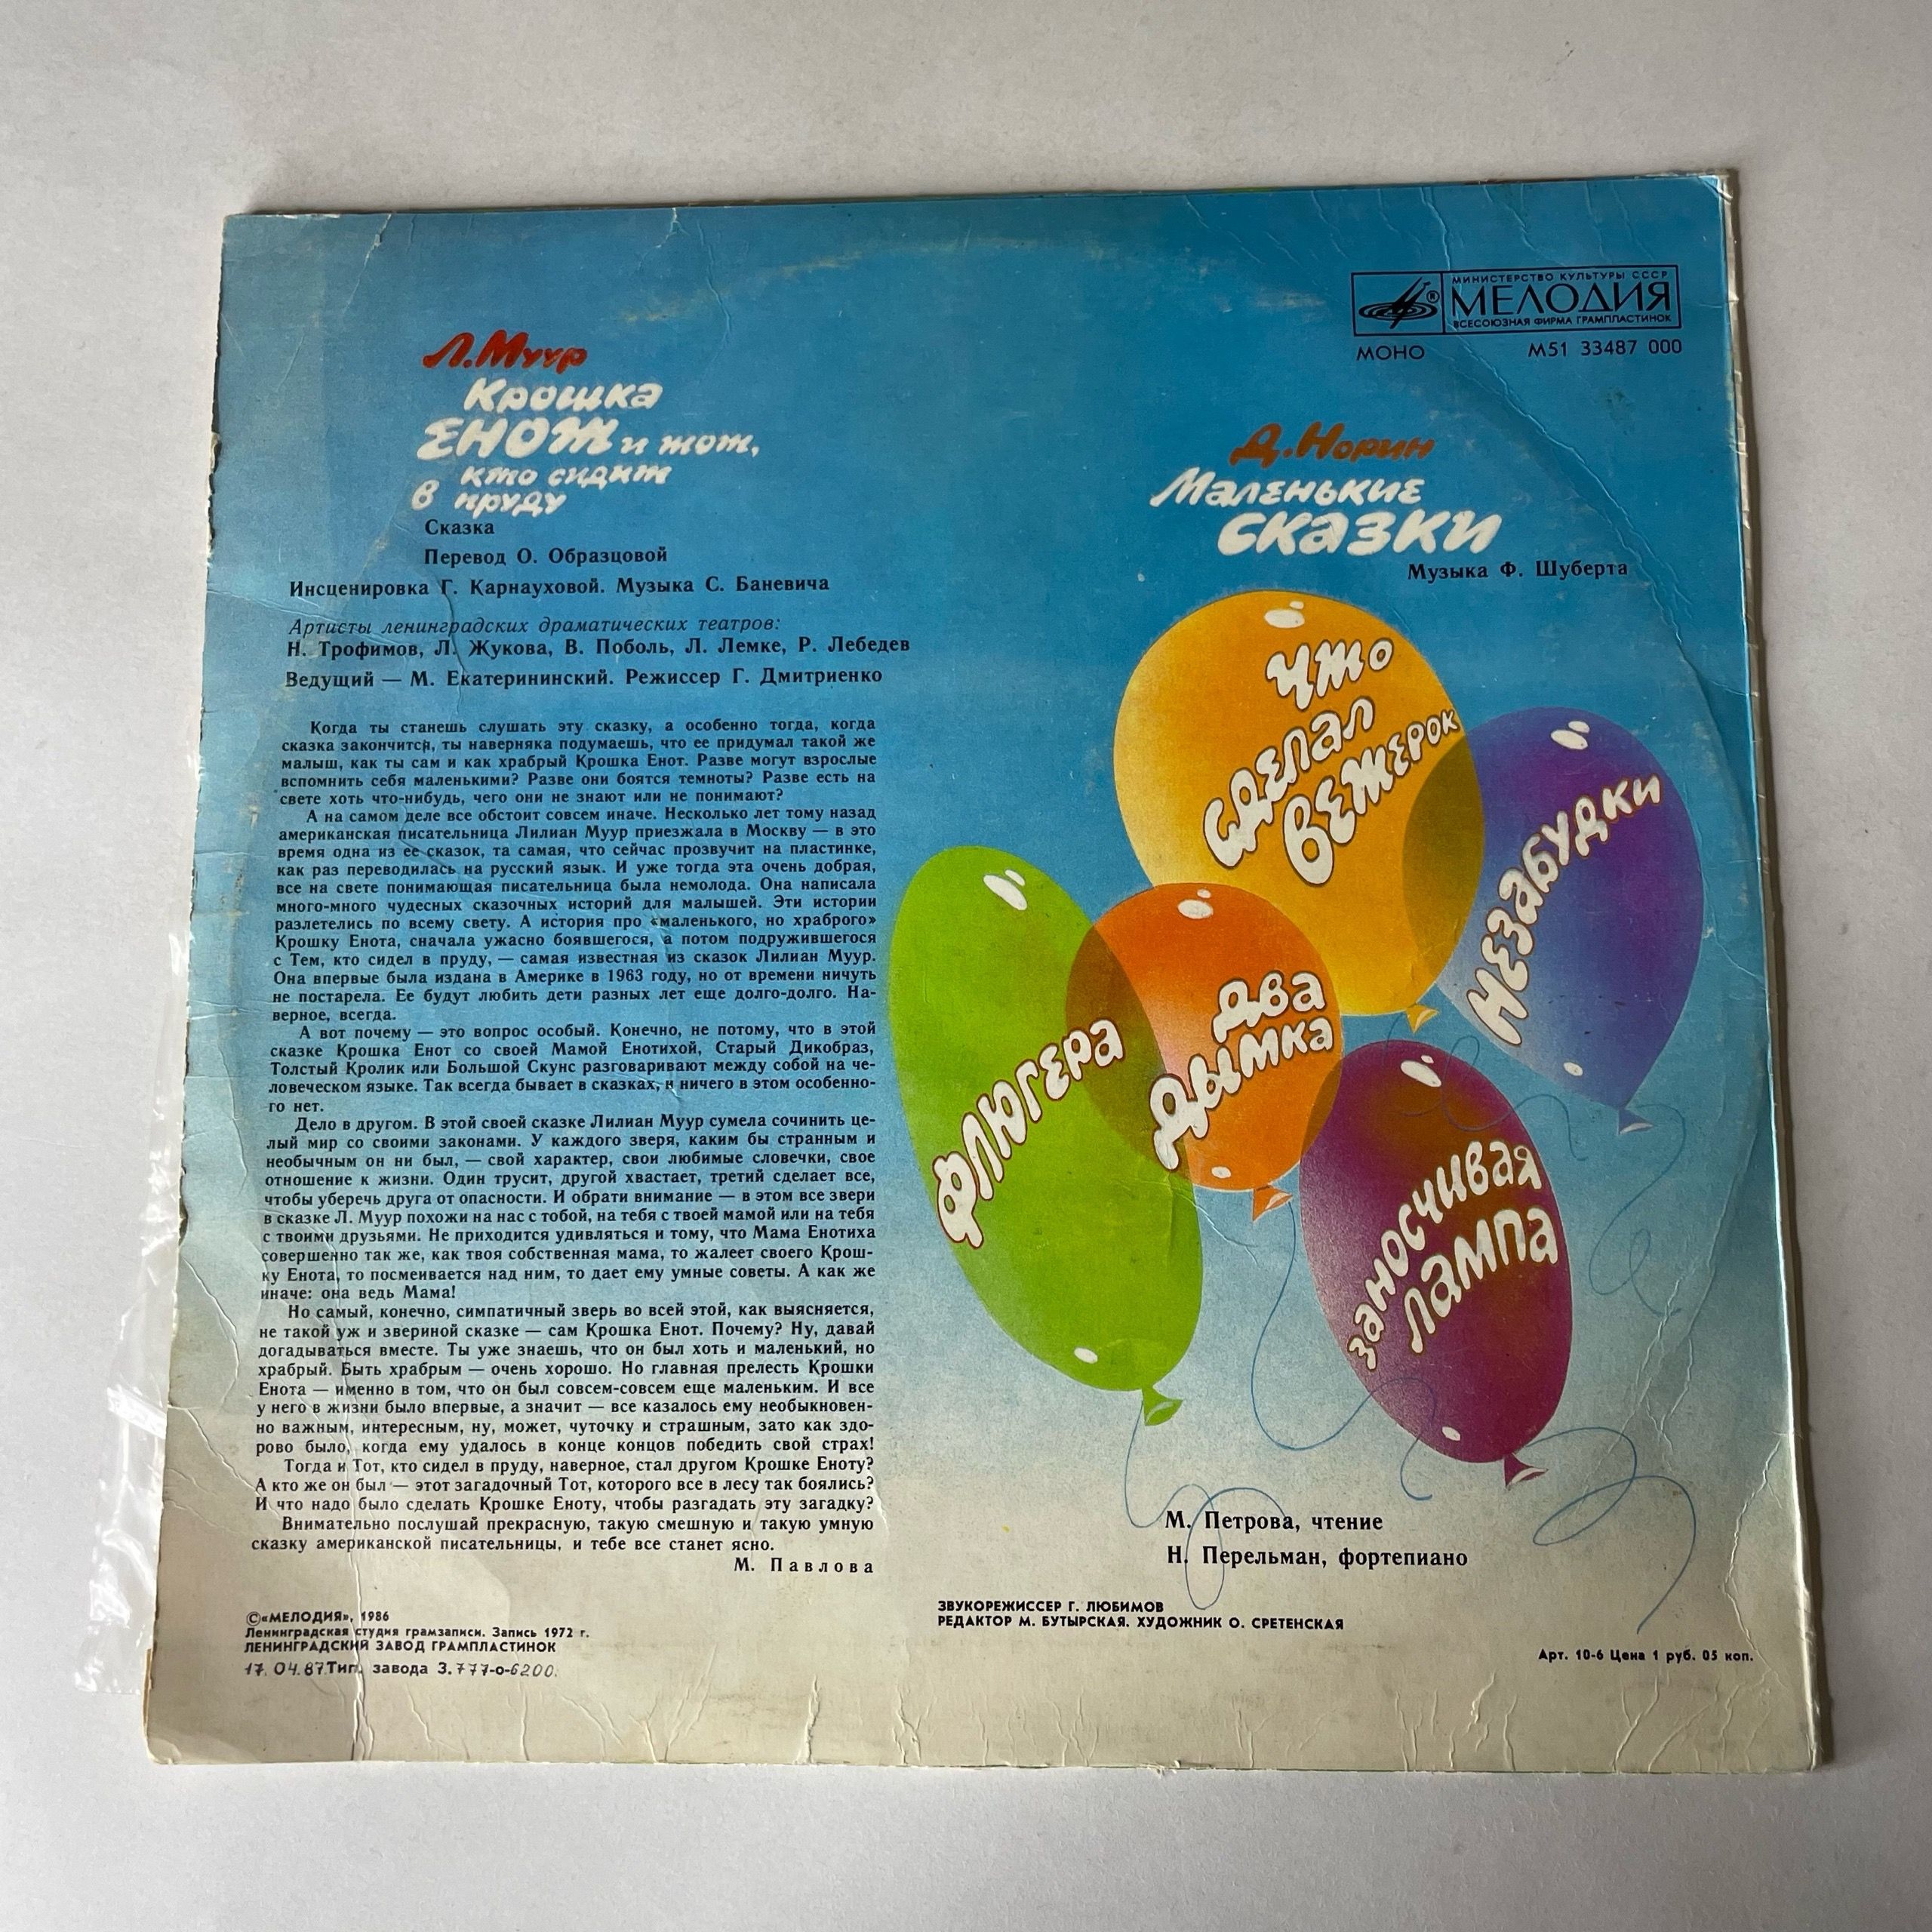 Л.Муур
Крошка
ЕНОТ и тот,
кто сидит
в пруду
Сказка
Перевод О. Образцовой
Инсценировка Г. Карнауховой. Музыка С. Баневича
Артисты ленинградских драматических театров:
Н. Трофимов, Л. Жукова, В. Поболь, Л. Лемке, Р. Лебедев
Ведущий — М. Екатерининский. Режиссер Г. Дмитриенко
Когда ты станешь слушать эту сказку, а особенно тогда, когда
сказка закончится, ты наверняка подумаешь, что ее придумал такой же
малыш, как ты сам и как храбрый Крошка Енот. Разве могут взрослые
вспомнить себя маленькими? Разве они боятся темноты? Разве есть на
свете хоть что-нибудь, чего они не знают или не понимают?
А на самом деле все обстоит совсем иначе. Несколько лет тому назад
американская писательница Лилиан Муур приезжала в Москву — в это
время одна из ее сказок, та самая, что сейчас прозвучит на пластинке,
как раз переводилась на русский язык. И уже тогда эта очень добрая,
все на свете понимающая писательница была немолода. Она написала
много-много чудесных сказочных историй для малышей. Эти истории
разлетелись по всему свету. А история про «маленького, но храброго»
Крошку Енота, сначала ужасно боявшегося, а потом подружившегося
с Тем, кто сидел в пруду, — самая известная из сказок Лилиан Муур.
Она впервые была издана в Америке в 1963 году, но от времени ничуть
не постарела. Ее будут любить дети разных лет еще долго-долго. На-
верное, всегда.
А вот почему — это вопрос особый. Конечно, не потому, что в этой
сказке Крошка Енот со своей Мамой Енотихой, Старый Дикобраз,
Толстый Кролик или Большой Скунс разговаривают между собой на че-
ловеческом языке. Так всегда бывает в сказках, и ничего в этом особенно-
го нет.
Дело в другом. В этой своей сказке Лилиан Муур сумела сочинить це-
лый мир со своими законами. У каждого зверя, каким бы странным и
необычным он ни был, — свой характер, свои любимые словечки, свое
отношение к жизни. Один трусит, другой хвастает, третий сделает все,
чтобы уберечь друга от опасности. И обрати внимание — в этом все звери
в сказке Л. Муур похожи на нас с тобой, на тебя с твоей мамой или на тебя
с твоими друзьями. Не приходится удивляться и тому, что Мама Енотиха
совершенно так же, как твоя собственная мама, то жалеет своего Крош-
ку Енота, то посмеивается над ним, то дает ему умные советы. А как же
иначе: она ведь Мама!
Но самый, конечно, симпатичный зверь во всей этой, как выясняется,
не такой уж и звериной сказке — сам Крошка Енот. Почему? Ну, давай
догадываться вместе. Ты уже знаешь, что он был хоть и маленький, но
храбрый. Быть храбрым — очень хорошо. Но главная прелесть Крошки
Енота — именно в том, что он был совсем-совсем еще маленьким. И все
у него в жизни было впервые, а значит — все казалось ему необыкновен-
но важным, интересным, ну, может, чуточку и страшным, зато как здо-
рово было, когда ему удалось в конце концов победить свой страх!
Тогда и Тот, кто сидел в пруду, наверное, стал другом Крошке Еноту?
А кто же он был — этот загадочный Тот, которого все в лесу так боялись?
И что надо было сделать Крошке Еноту, чтобы разгадать эту загадку?
Внимательно послушай прекрасную, такую смешную и такую умную
сказку американской писательницы, и тебе все станет ясно.
М. Павлова
©«МЕЛОДИЯ», 1986
Ленинградская студия грамзаписи. Запись 1972 г.
ЛЕНИНГРАДСКИЙ ЗАВОД ГРАМПЛАСТИНОК
17.04.87.Тип. завода З.777-о-6200.
МИНИСТЕРСТВО КУЛЬТУРЫ СССР
®МЕЛОДИЯ
ВСЕСОЮЗНАЯ ФИРМА ГРАМПЛАСТИНОК
МОНО М51 33487 000
Д.Норин
Маленькие
сказки
Музыка Ф. Шуберта
Что
сделал
ветерок
Незабудки
Флюгера
Два
дымка
Заносчивая
лампа
М. Петрова, чтение
Н. Перельман, фортепиано
ЗВУКОРЕЖИССЕР Г. ЛЮБИМОВ
РЕДАКТОР М. БУТЫРСКАЯ. ХУДОЖНИК О. СРЕТЕНСКАЯ
Арт. 10-6 Цена 1 руб. 05 коп.